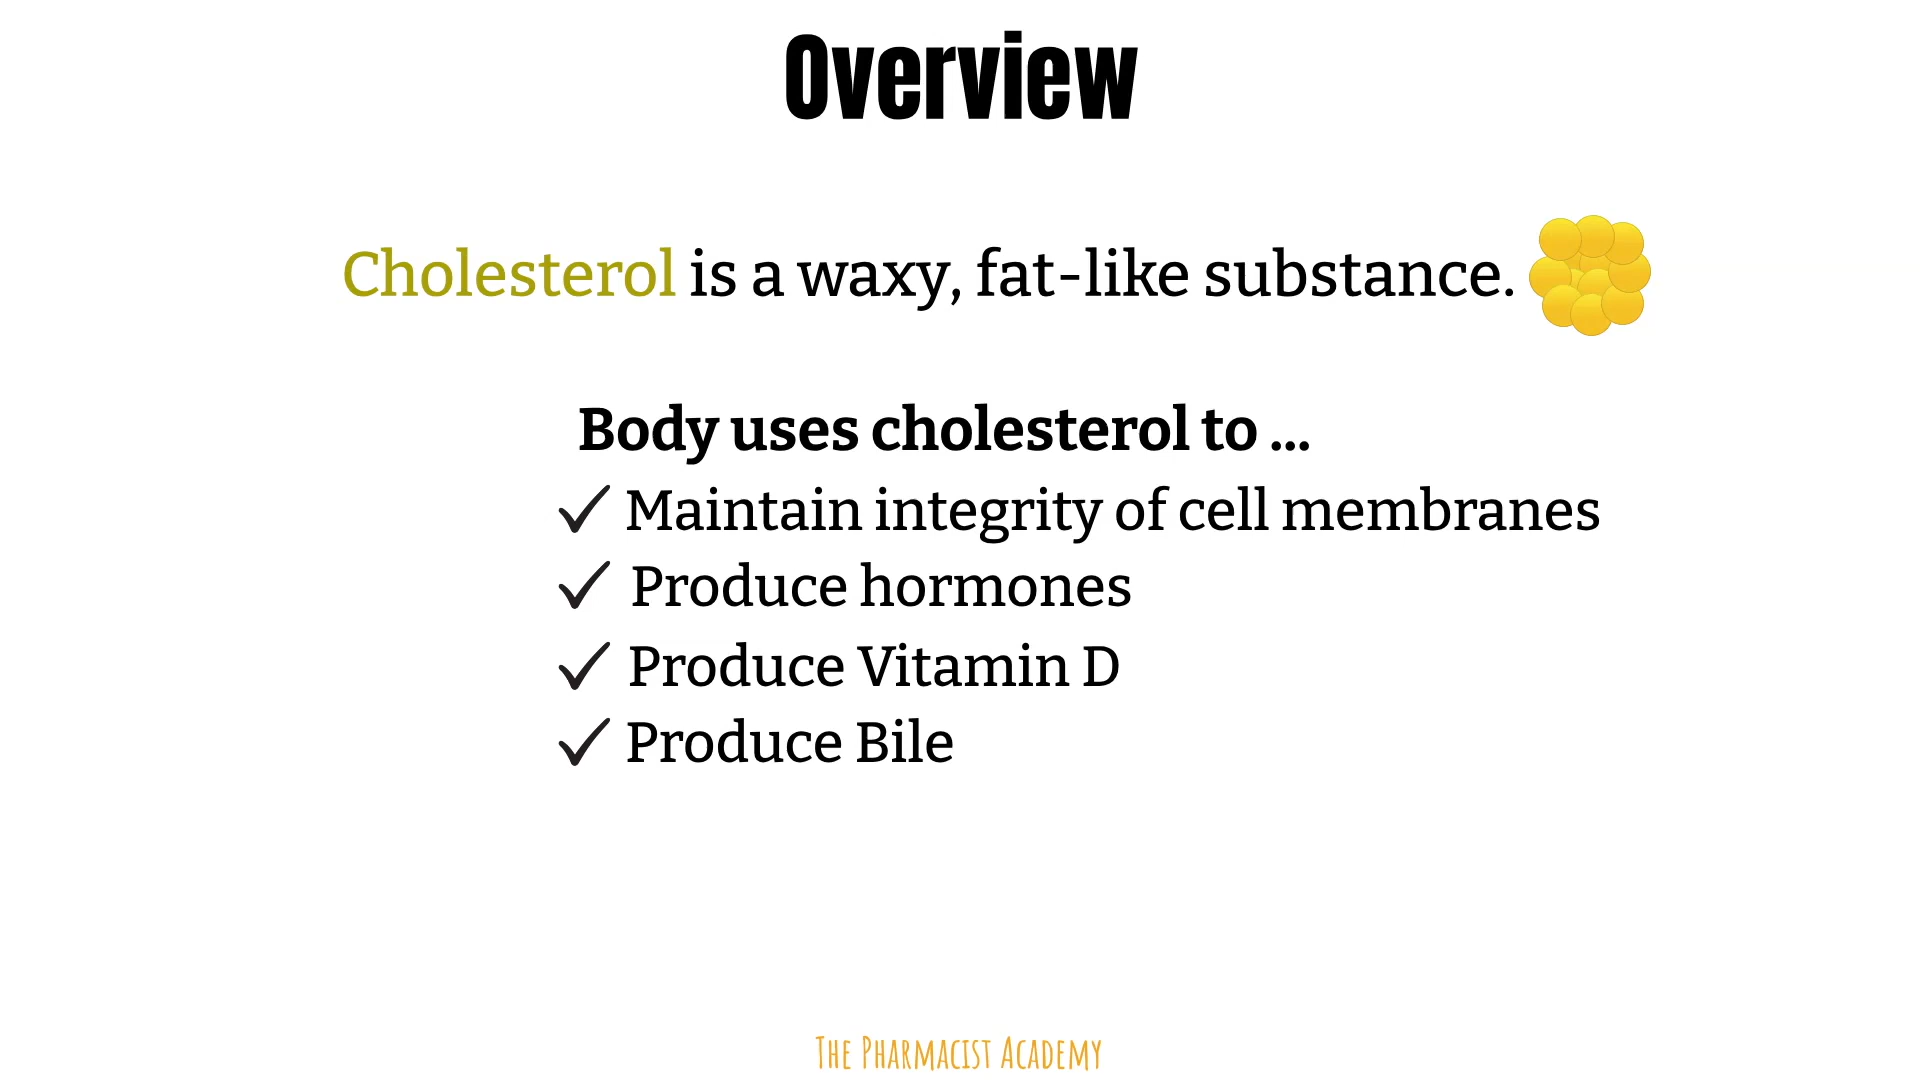 Overview
Cholesterol is a waxy, fat-like substance.
Body uses cholesterol to ...
Maintain integrity of cell membranes
Produce hormones
Produce Vitamin D
Produce Bile
The Pharmacist Academy